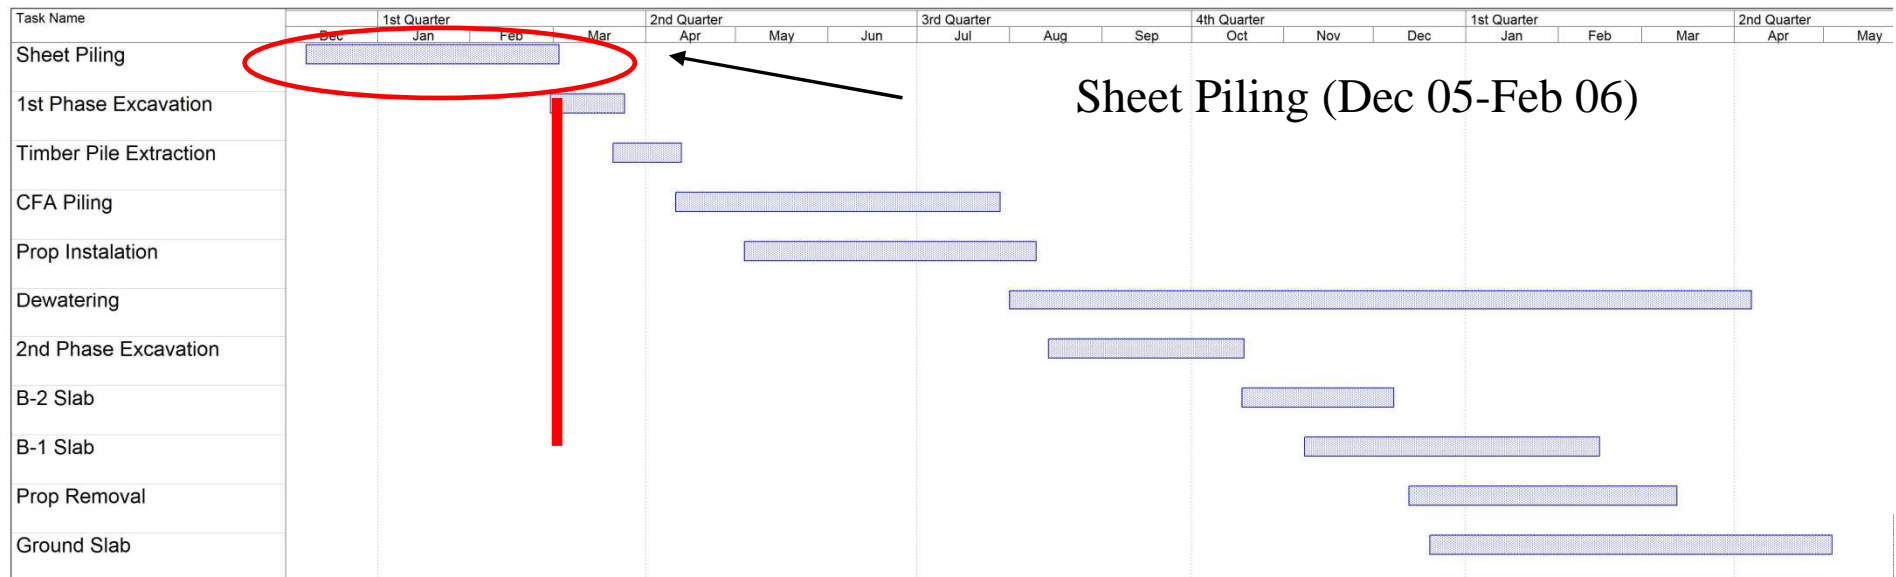 Task Name
1st Quarter 2nd Quarter 3rd Quarter 4th Quarter 1st Quarter 2nd Quarter
Dec Jan Feb Mar Apr May Jun Jul Aug Sep Oct Nov Dec Jan Feb Mar Apr May
Sheet Piling
Sheet Piling (Dec 05-Feb 06)
1st Phase Excavation
Timber Pile Extraction
CFA Piling
Prop Instalation
Dewatering
2nd Phase Excavation
B-2 Slab
B-1 Slab
Prop Removal
Ground Slab